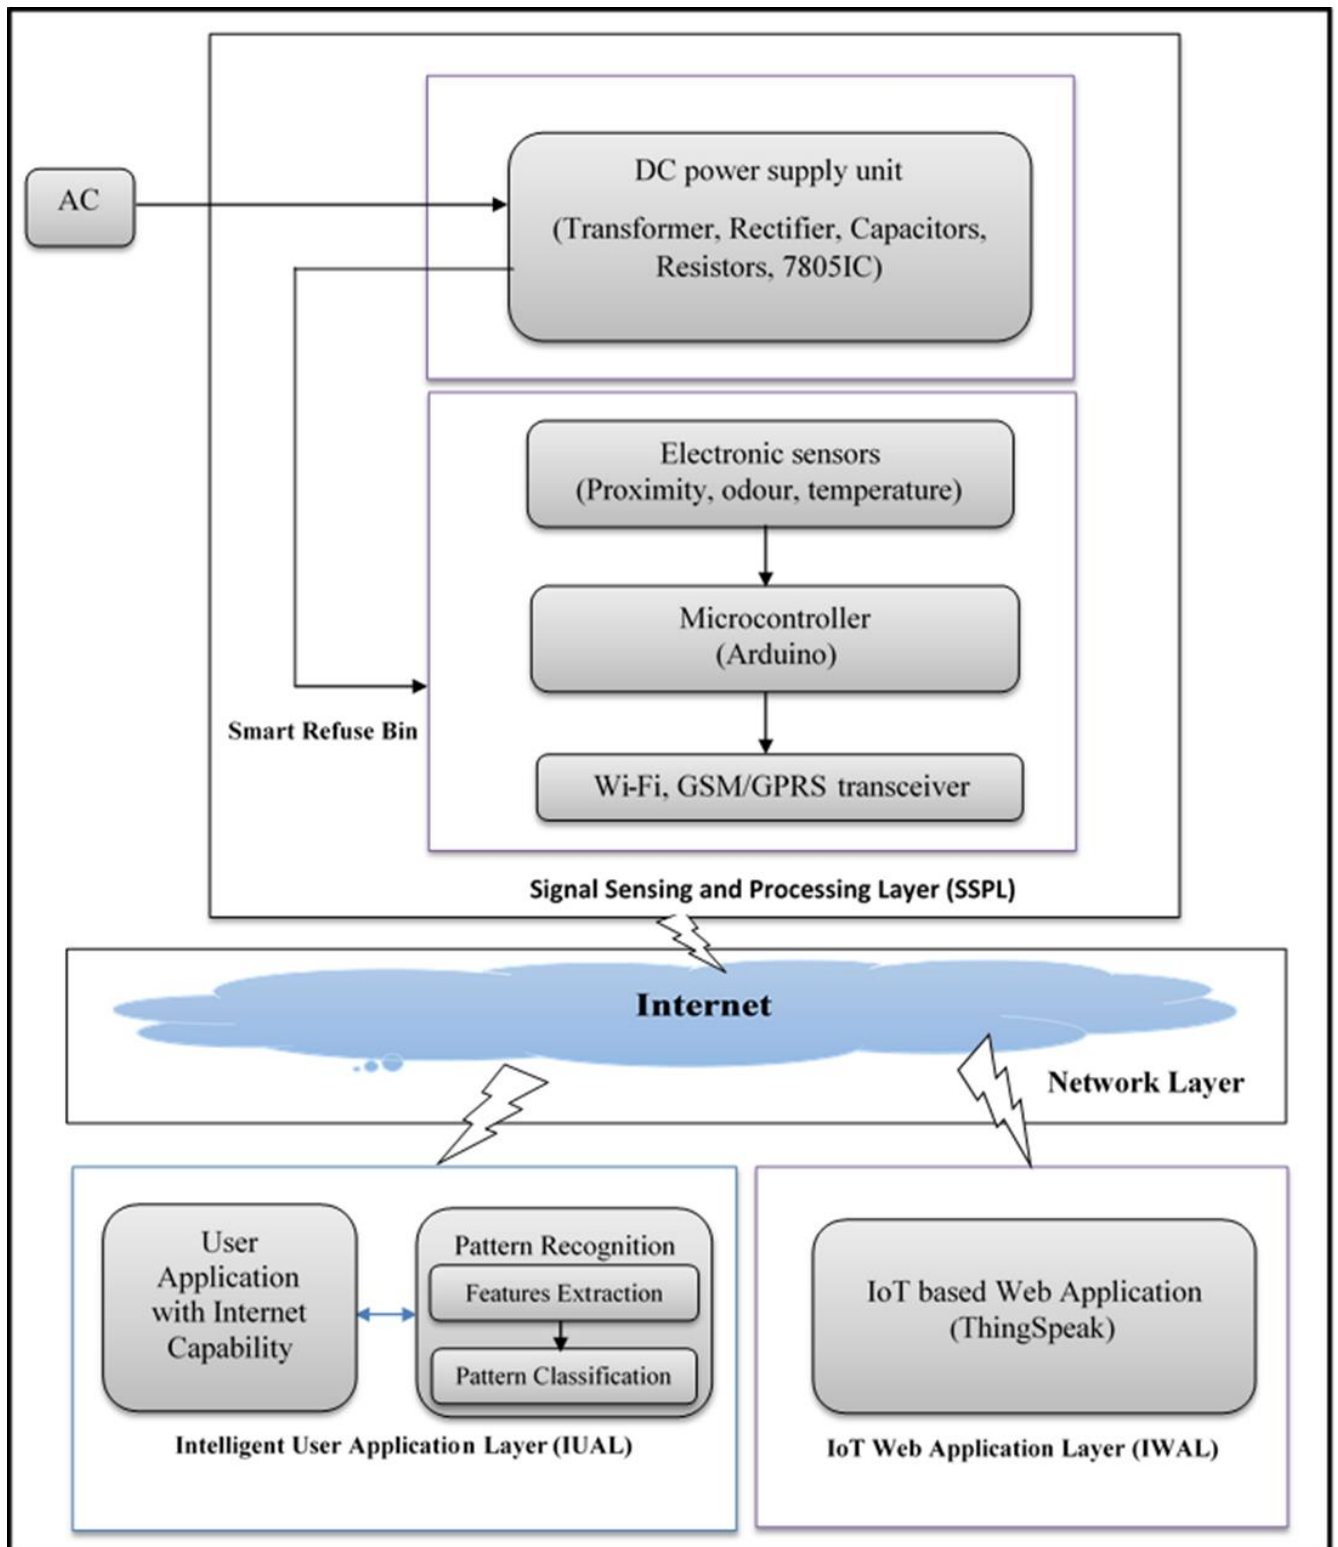 AC
DC power supply unit
(Transformer, Rectifier, Capacitors,
Resistors, 7805IC)
Electronic sensors
(Proximity, odour, temperature)
Microcontroller
(Arduino)
Smart Refuse Bin
Wi-Fi, GSM/GPRS transceiver
Signal Sensing and Processing Layer (SSPL)
Internet
Network Layer
User
Application
with Internet
Capability
Pattern Recognition
Features Extraction
Pattern Classification
Intelligent User Application Layer (IUAL)
IoT based Web Application
(ThingSpeak)
IoT Web Application Layer (IWAL)